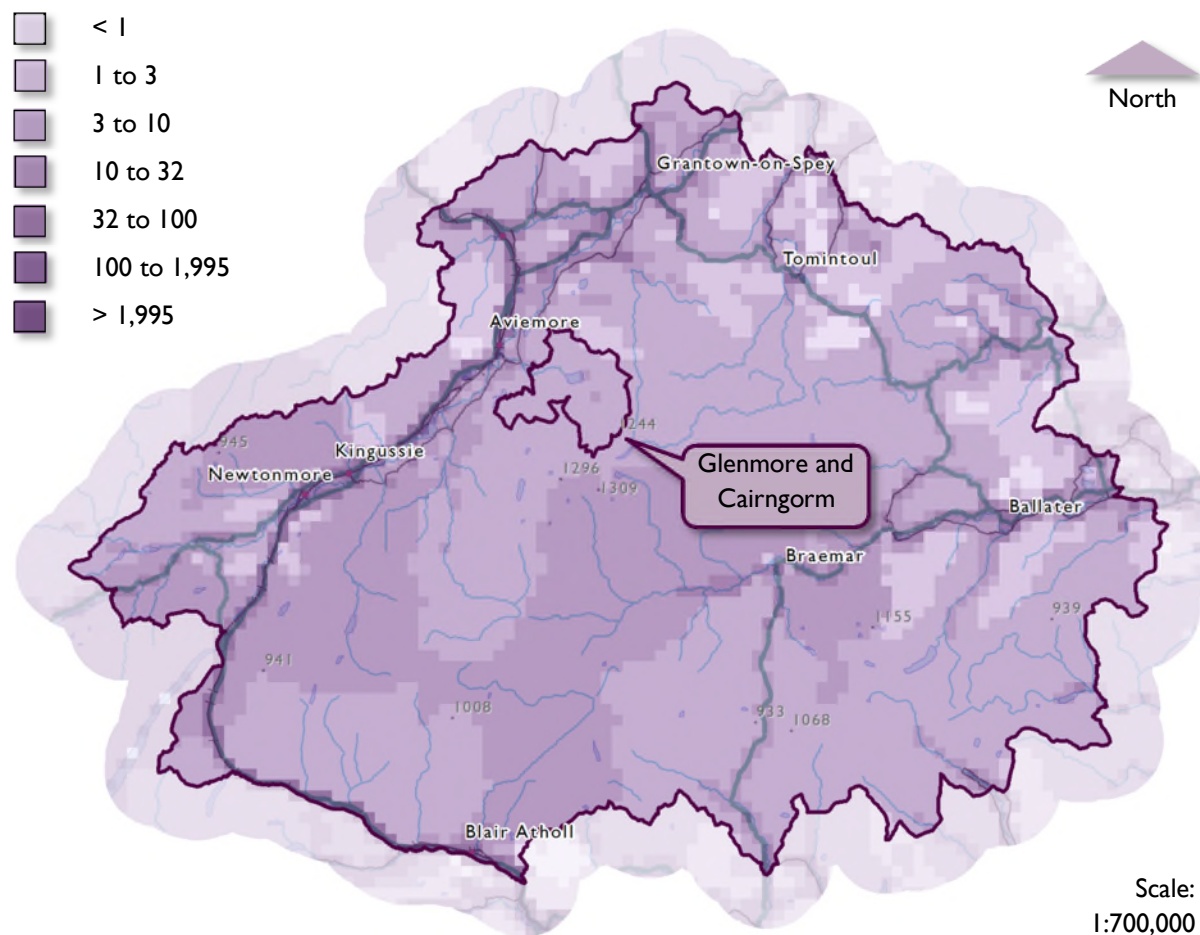 < 1
1 to 3
3 to 10
10 to 32
32 to 100
100 to 1,995
> 1,995
North
Grantown-on-Spey
Tomintoul
Aviemore
1244
945
Kingussie
Newtonmore
1296
1309
Glenmore and
Cairngorm
Ballater
Braemar
1155
939
941
1008
933
1068
Blair Atholl
Scale:
1:700,000